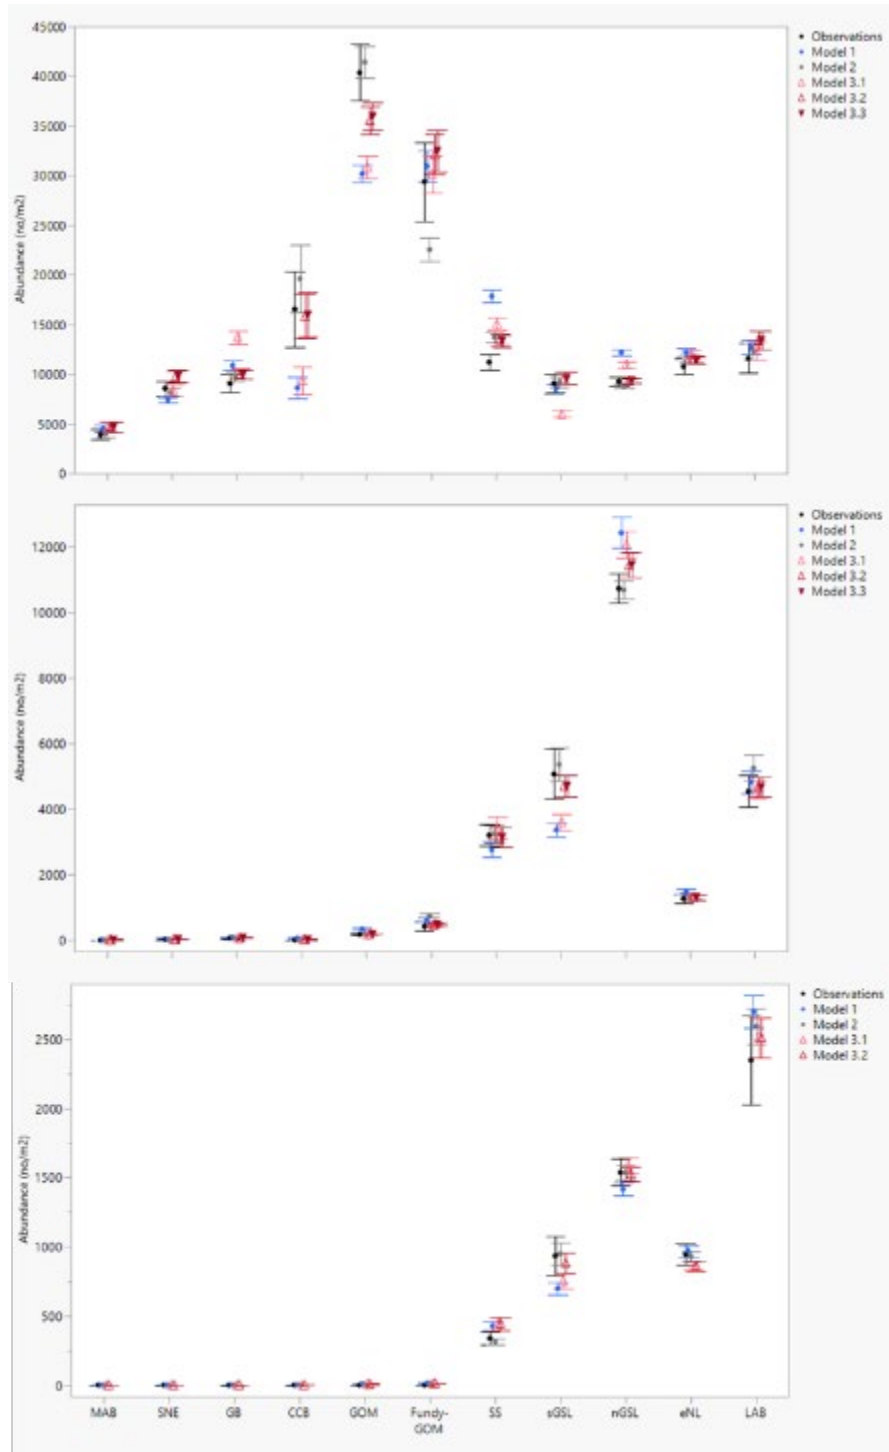 45000
40000
35000
30000
25000
20000
15000
10000
5000
0
Abundance (no/m2)
Observations
Model 1
Model 2
Model 3.1
Model 3.2
Model 3.3
12000
10000
8000
6000
4000
2000
0
Abundance (no/m2)
Observations
Model 1
Model 2
Model 3.1
Model 3.2
Model 3.3
2500
2000
1500
1000
500
0
Abundance (no/m2)
Observations
Model 1
Model 2
Model 3.1
Model 3.2
MAB SNE GB CCB GOM Fundy- SS sGSL nGSL eNL LAB
GOM